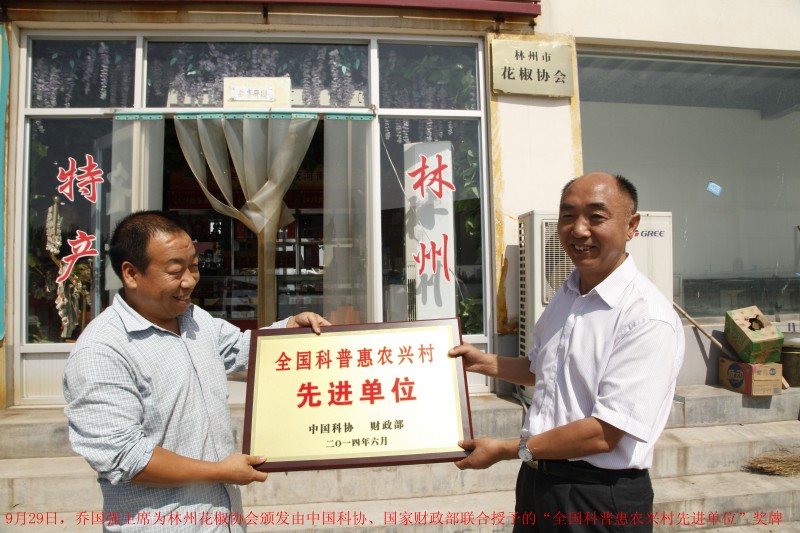 林州市
花椒协会
特产
林州
GREE
全国科普惠农兴村
先进单位
中国科协 财政部
二〇一四年六月
9月29日，乔国强主席为林州花椒协会颁发由中国科协、国家财政部联合授予的“全国科普惠农兴村先进单位”奖牌